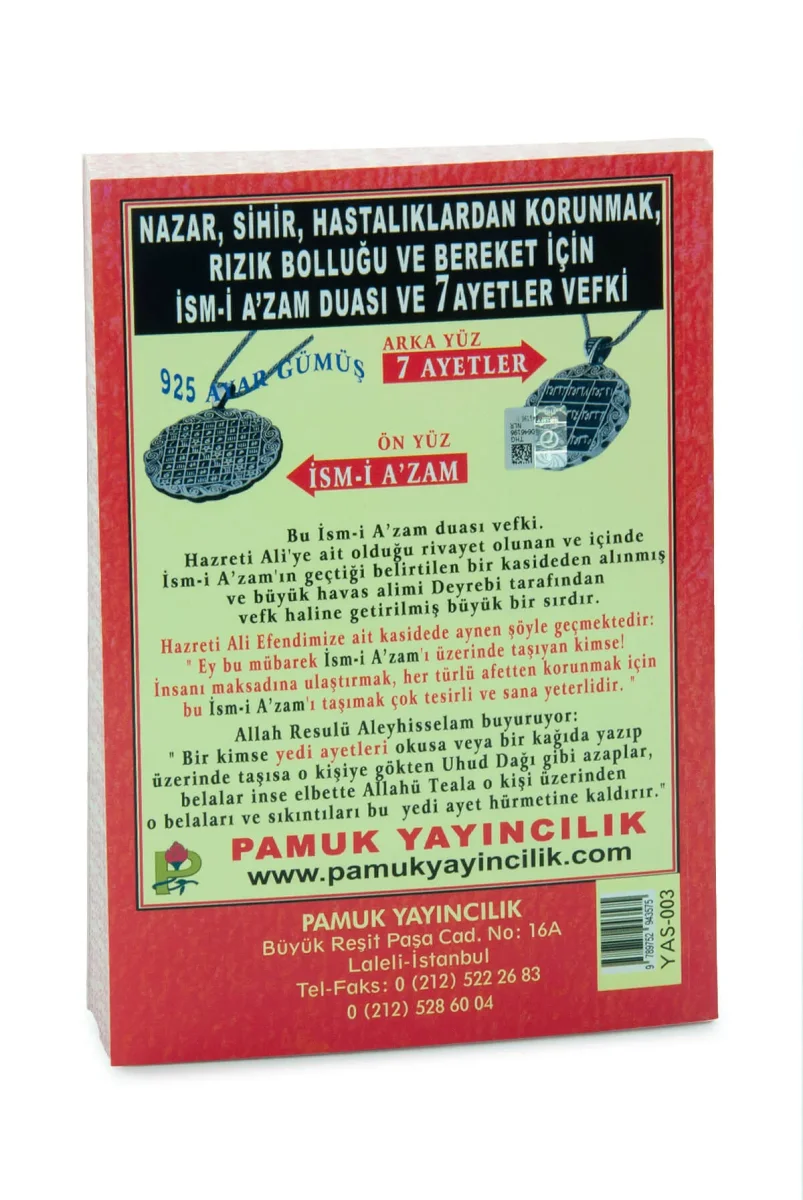 NAZAR, SİHİR, HASTALIKLARDAN KORUNMAK,
RIZIK BOLLUĞU VE BEREKET İÇİN
İSM-İ A'ZAM DUASI VE 7 AYETLER VEFKİ
925 AYAR GÜMÜŞ
ARKA YÜZ
7 AYETLER
ÖN YÜZ
İSM-İ A'ZAM
Bu İsm-i A'zam duası vefki.
Hazreti Ali'ye ait olduğu rivayet olunan ve içinde
İsm-i A'zam'ın geçtiği belirtilen bir kasideden alınmış
ve büyük havas alimi Deyrebi tarafından
vefk haline getirilmiş büyük bir sırdır.
Hazreti Ali Efendimize ait kasidede aynen şöyle geçmektedir:
" Ey bu mübarek İsm-i A'zam'ı üzerinde taşıyan kimse!
İnsanı maksadına ulaştırmak, her türlü afetten korunmak için
bu İsm-i A'zam'ı taşımak çok tesirli ve sana yeterlidir. "
Allah Resulü Aleyhisselam buyuruyor:
" Bir kimse yedi ayetleri okusa veya bir kağıda yazıp
üzerinde taşısa o kişiye gökten Uhud Dağı gibi azaplar,
belalar inse elbette Allahü Teala o kişi üzerinden
o belaları ve sıkıntıları bu yedi ayet hürmetine kaldırır."
PAMUK YAYINCILIK
www.pamukyayincilik.com
PAMUK YAYINCILIK
Büyük Reşit Paşa Cad. No: 16A
Laleli-İstanbul
Tel-Faks: 0 (212) 522 26 83
0 (212) 528 60 04
9 789752 943575
YAS-003